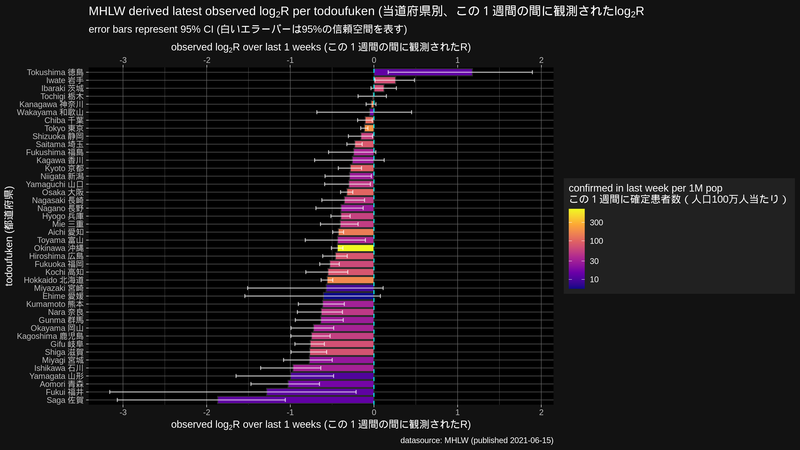 MHLW derived latest observed log₂R per todoufuken (当道府県別、この１週間の間に観測されたlog₂R
error bars represent 95% CI (白いエラーバーは95%の信頼空間を表す)
observed log₂R over last 1 weeks (この１週間の間に観測されたR)
-3 -2 -1 0 1 2
todoufuken (都道府県)
Tokushima 徳島
Iwate 岩手
Ibaraki 茨城
Tochigi 栃木
Kanagawa 神奈川
Wakayama 和歌山
Chiba 千葉
Tokyo 東京
Shizuoka 静岡
Saitama 埼玉
Fukushima 福島
Kagawa 香川
Kyoto 京都
Niigata 新潟
Yamaguchi 山口
Osaka 大阪
Nagasaki 長崎
Nagano 長野
Hyogo 兵庫
Mie 三重
Aichi 愛知
Toyama 富山
Okinawa 沖縄
Hiroshima 広島
Fukuoka 福岡
Kochi 高知
Hokkaido 北海道
Miyazaki 宮崎
Ehime 愛媛
Kumamoto 熊本
Nara 奈良
Gunma 群馬
Okayama 岡山
Kagoshima 鹿児島
Gifu 岐阜
Shiga 滋賀
Miyagi 宮城
Ishikawa 石川
Yamagata 山形
Aomori 青森
Fukui 福井
Saga 佐賀
-3 -2 -1 0 1 2
observed log₂R over last 1 weeks (この１週間の間に観測されたR)
confirmed in last week per 1M pop
この１週間に確定患者数（人口100万人当たり）
300
100
30
10
datasource: MHLW (published 2021-06-15)